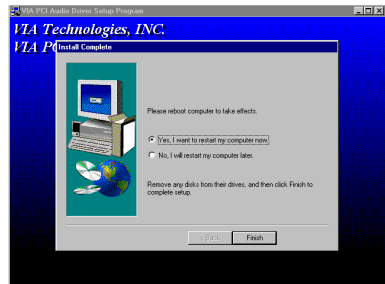 VIA PCI Audio Driver Setup Program
VIA Technologies, INC.
VIA P
Install Complete
Please reboot computer to take effects.
Yes, I want to restart my computer now.
No, I will restart my computer later.
Remove any disks from their drives, and then click Finish to
complete setup.
< Back
Finish